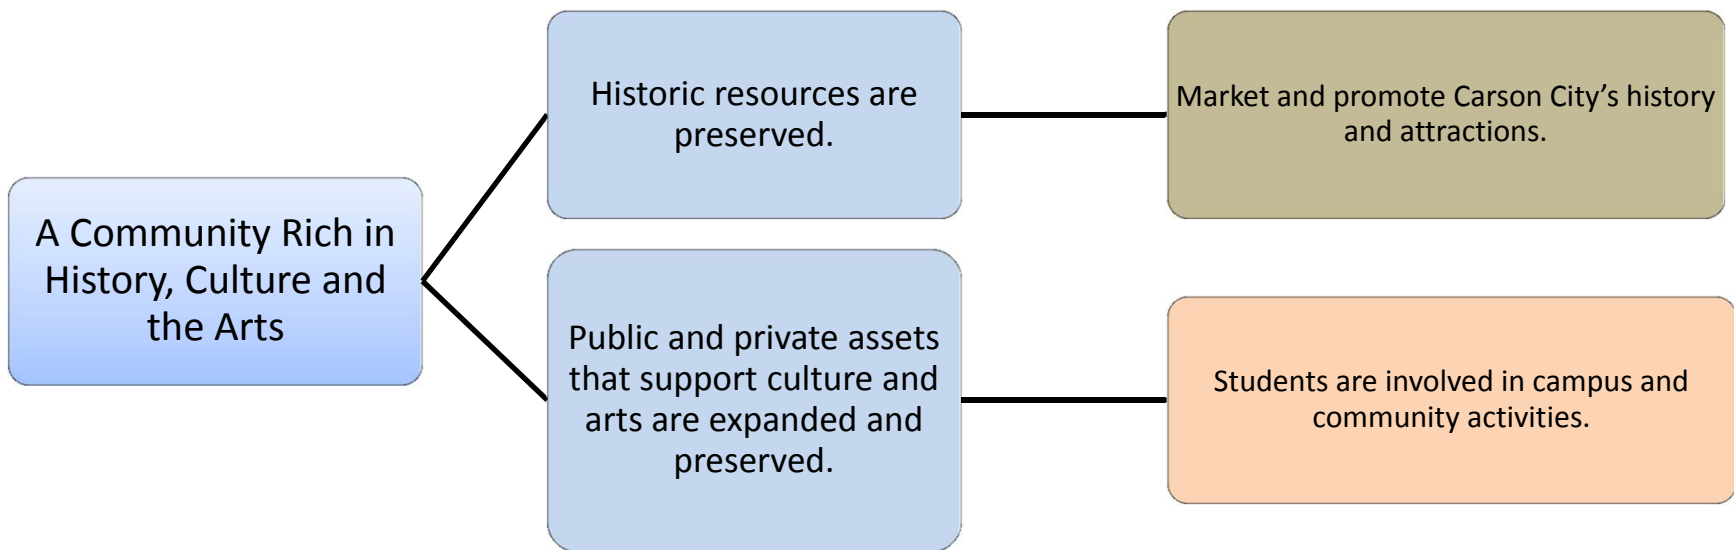 A Community Rich in
History, Culture and
the Arts
Historic resources are
preserved.
Market and promote Carson City’s history
and attractions.
Public and private assets
that support culture and
arts are expanded and
preserved.
Students are involved in campus and
community activities.